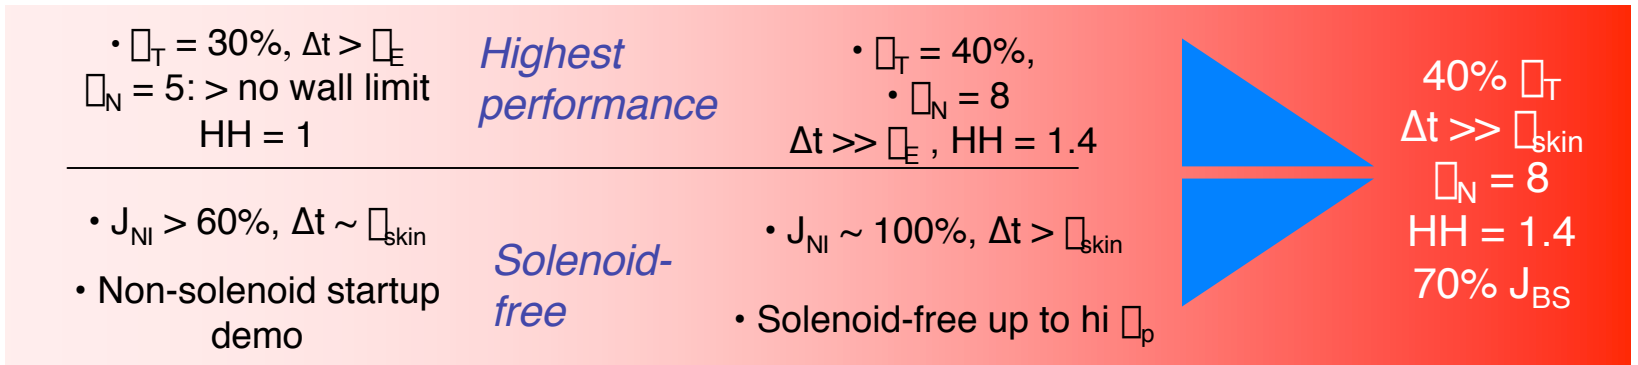 • □T = 30%, Δt > □E
□N = 5: > no wall limit
HH = 1
Highest
performance
• □T = 40%,
• □N = 8
Δt >> □E , HH = 1.4
• JNI > 60%, Δt ~ □skin
• Non-solenoid startup
demo
Solenoid-
free
• JNI ~ 100%, Δt > □skin
• Solenoid-free up to hi □p
40% □T
Δt >> □skin
□N = 8
HH = 1.4
70% JBS